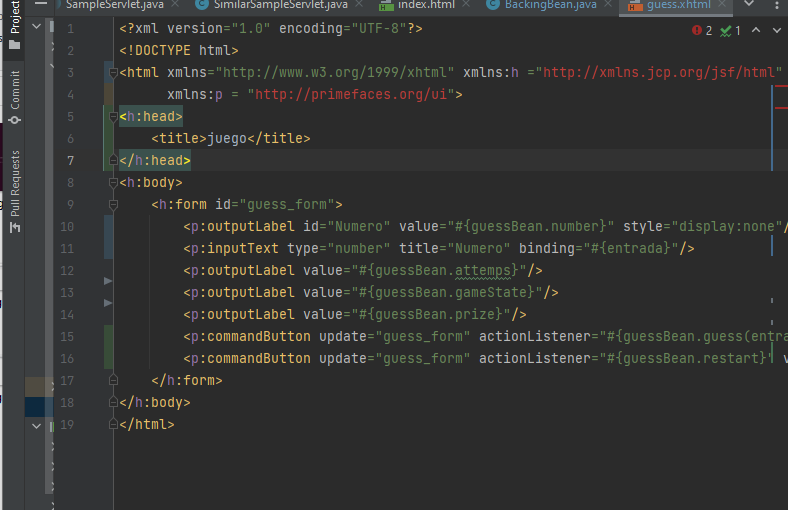 SampleServlet.java SimilarSampleServlet.java index.html BackingBean.java guess.xhtml
2 1
Project
Commit
Pull Requests
1 <?xml version="1.0" encoding="UTF-8"?>
2 <!DOCTYPE html>
3 <html xmlns="http://www.w3.org/1999/xhtml" xmlns:h ="http://xmlns.jcp.org/jsf/html"
4 xmlns:p = "http://primefaces.org/ui">
5 <h:head>
6 <title>juego</title>
7 </h:head>
8 <h:body>
9 <h:form id="guess_form">
10 <p:outputLabel id="Numero" value="#{guessBean.number}" style="display:none"/
11 <p:inputText type="number" title="Numero" binding="#{entrada}"/>
12 <p:outputLabel value="#{guessBean.attemps}"/>
13 <p:outputLabel value="#{guessBean.gameState}"/>
14 <p:outputLabel value="#{guessBean.prize}"/>
15 <p:commandButton update="guess_form" actionListener="#{guessBean.guess(entra
16 <p:commandButton update="guess_form" actionListener="#{guessBean.restart}" v
17 </h:form>
18 </h:body>
19 </html>